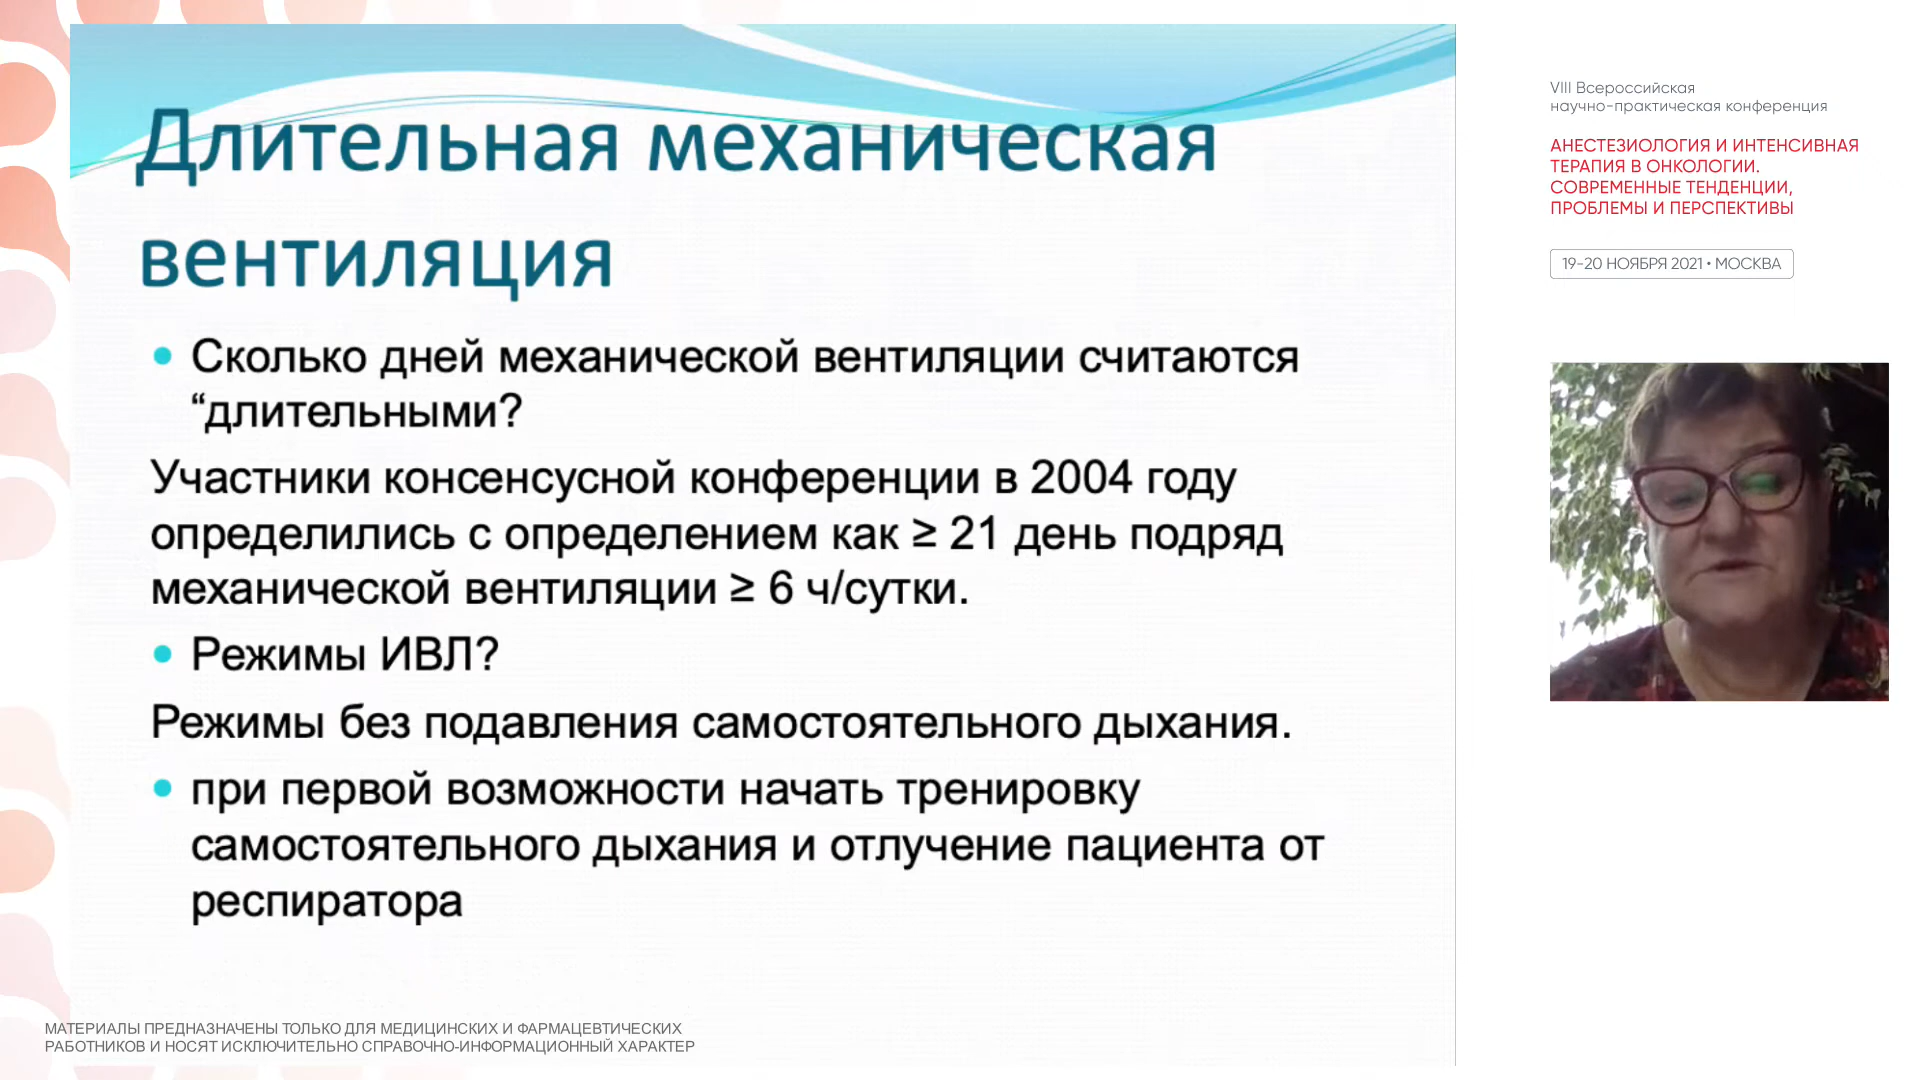 Длительная механическая
вентиляция
Сколько дней механической вентиляции считаются
“длительными?
Участники консенсусной конференции в 2004 году
определились с определением как ≥ 21 день подряд
механической вентиляции ≥ 6 ч/сутки.
Режимы ИВЛ?
Режимы без подавления самостоятельного дыхания.
при первой возможности начать тренировку
самостоятельного дыхания и отлучение пациента от
респиратора
МАТЕРИАЛЫ ПРЕДНАЗНАЧЕНЫ ТОЛЬКО ДЛЯ МЕДИЦИНСКИХ И ФАРМАЦЕВТИЧЕСКИХ
РАБОТНИКОВ И НОСЯТ ИСКЛЮЧИТЕЛЬНО СПРАВОЧНО-ИНФОРМАЦИОННЫЙ ХАРАКТЕР
VIII Всероссийская
научно-практическая конференция
АНЕСТЕЗИОЛОГИЯ И ИНТЕНСИВНАЯ
ТЕРАПИЯ В ОНКОЛОГИИ.
СОВРЕМЕННЫЕ ТЕНДЕНЦИИ,
ПРОБЛЕМЫ И ПЕРСПЕКТИВЫ
19-20 НОЯБРЯ 2021 • МОСКВА